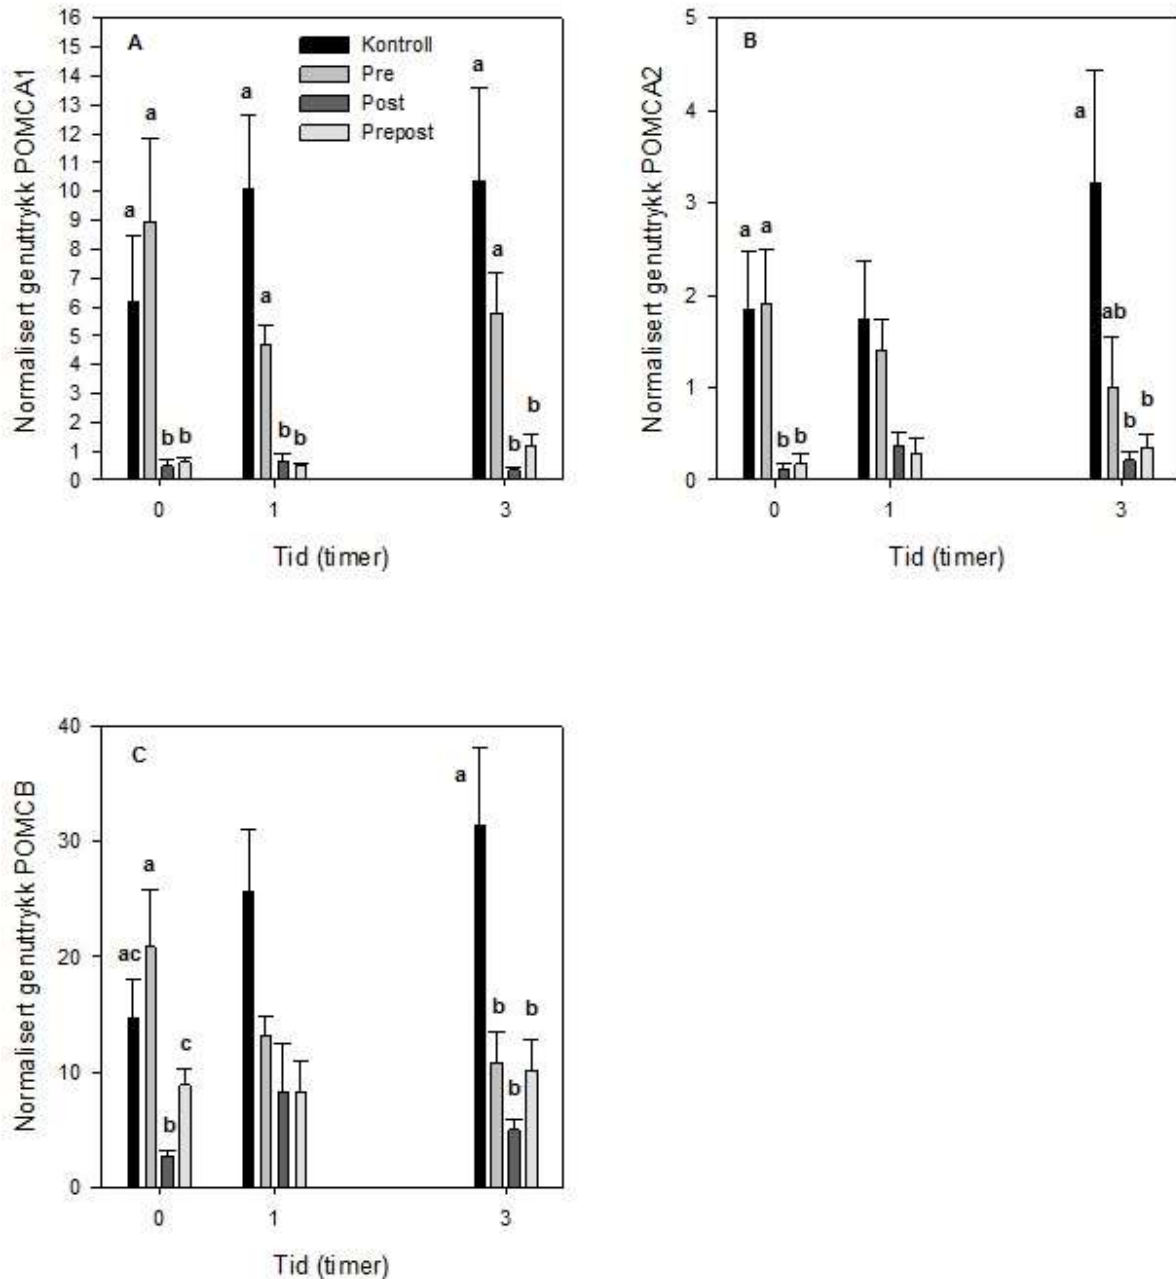 Normalisert genuttrykk POMCA1
16
15
14
13
12
11
10
9
8
7
6
5
4
3
2
1
0
A
Kontroll
Pre
Post
Prepost
a
a
b
b
a
a
b
b
a
a
b
b
0
1
3
Tid (timer)
Normalisert genuttrykk POMCA2
5
4
3
2
1
0
B
a
a
b
b
a
ab
b
b
0
1
3
Tid (timer)
Normalisert genuttrykk POMCB
40
30
20
10
0
C
ac
a
b
c
a
b
b
b
0
1
3
Tid (timer)